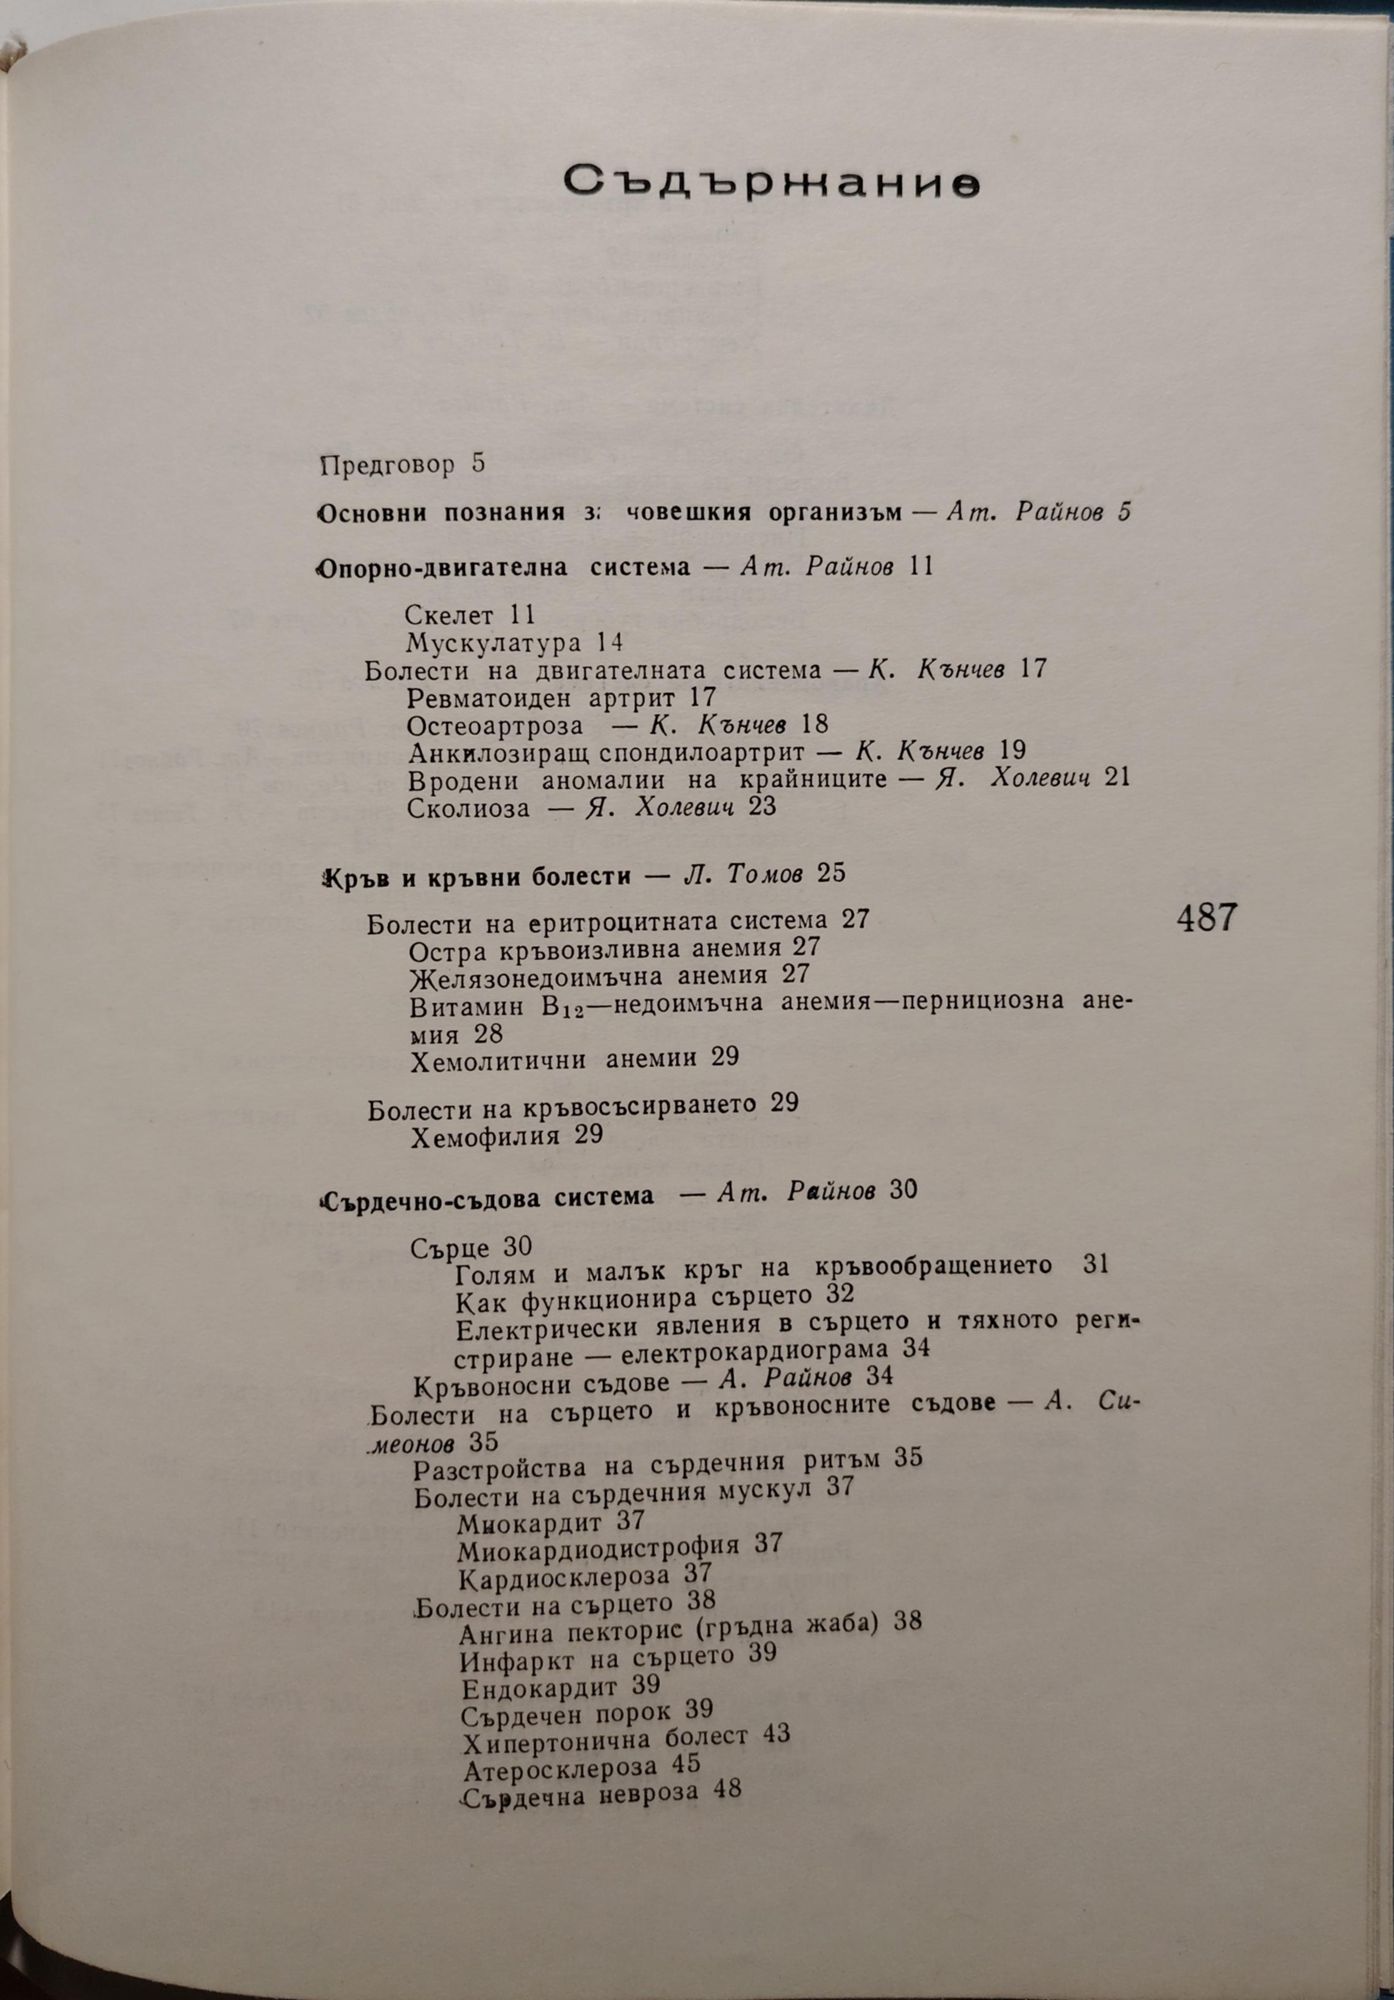 Съдържание
Предговор 5
Основни познания за човешкия организъм — Ат. Райнов 5
Опорно-двигателна система — Ат. Райнов 11
Скелет 11
Мускулатура 14
Болести на двигателната система — К. Кънчев 17
Ревматоиден артрит 17
Остеоартроза — К. Кънчев 18
Анкилозиращ спондилоартрит — К. Кънчев 19
Вродени аномалии на крайниците — Я. Холевич 21
Сколиоза — Я. Холевич 23
Кръв и кръвни болести — Л. Томов 25
Болести на еритроцитната система 27
487
Остра кръвоизливна анемия 27
Желязонедоимъчна анемия 27
Витамин B₁₂—недоимъчна анемия—пернициозна ане-
мия 28
Хемолитични анемии 29
Болести на кръвосъсирването 29
Хемофилия 29
Сърдечно-съдова система — Ат. Райнов 30
Сърце 30
Голям и малък кръг на кръвообращението 31
Как функционира сърцето 32
Електрически явления в сърцето и тяхното реги-
стриране — електрокардиограма 34
Кръвоносни съдове — А. Райнов 34
Болести на сърцето и кръвоносните съдове — А. Си-
меонов 35
Разстройства на сърдечния ритъм 35
Болести на сърдечния мускул 37
Миокардит 37
Миокардиодистрофия 37
Кардиосклероза 37
Болести на сърцето 38
Ангина пекторис (гръдна жаба) 38
Инфаркт на сърцето 39
Ендокардит 39
Сърдечен порок 39
Хипертонична болест 43
Атеросклероза 45
Сърдечна невроза 48